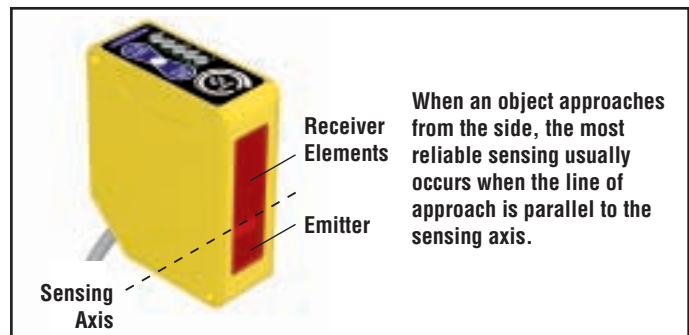 Receiver
Elements
Emitter
Sensing
Axis
When an object approaches
from the side, the most
reliable sensing usually
occurs when the line of
approach is parallel to the
sensing axis.